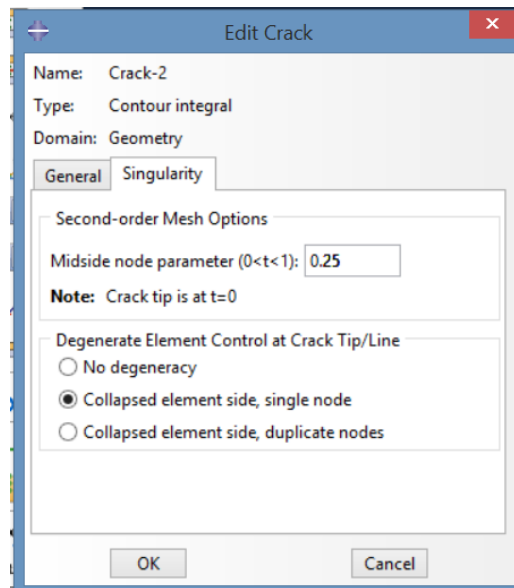 Edit Crack
Name: Crack-2
Type: Contour integral
Domain: Geometry
General Singularity
Second-order Mesh Options
Midside node parameter (0<t<1): 0.25
Note: Crack tip is at t=0
Degenerate Element Control at Crack Tip/Line
No degeneracy
Collapsed element side, single node
Collapsed element side, duplicate nodes
OK Cancel